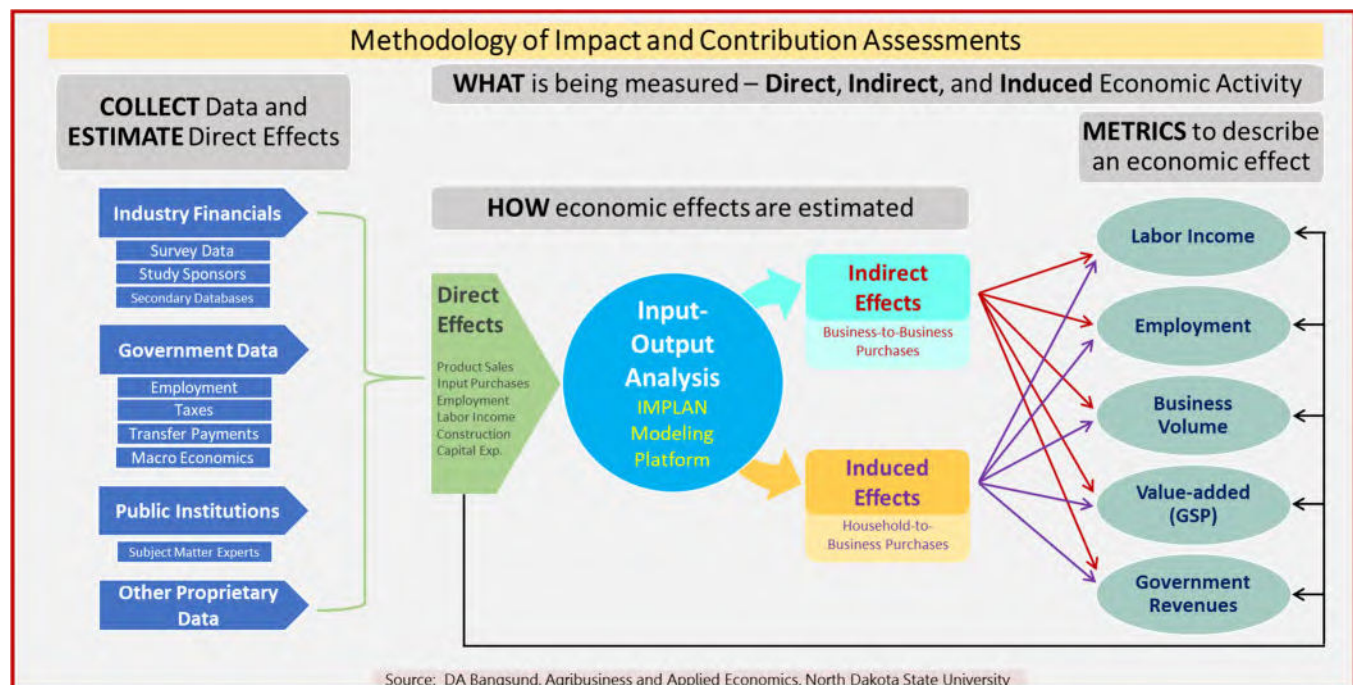 Methodology of Impact and Contribution Assessments
COLLECT Data and
ESTIMATE Direct Effects
WHAT is being measured – Direct, Indirect, and Induced Economic Activity
METRICS to describe
an economic effect
HOW economic effects are estimated
Industry Financials
Survey Data
Study Sponsors
Secondary Databases
Government Data
Employment
Taxes
Transfer Payments
Macro Economics
Public Institutions
Subject Matter Experts
Other Proprietary
Data
Direct
Effects
Product Sales
Input Purchases
Employment
Labor Income
Construction
Capital Exp.
Input-
Output
Analysis
IMPLAN
Modeling
Platform
Indirect
Effects
Business-to-Business
Purchases
Induced
Effects
Household-to-
Business Purchases
Labor Income
Employment
Business
Volume
Value-added
(GSP)
Government
Revenues
Source: DA Bangsund, Agribusiness and Applied Economics, North Dakota State University